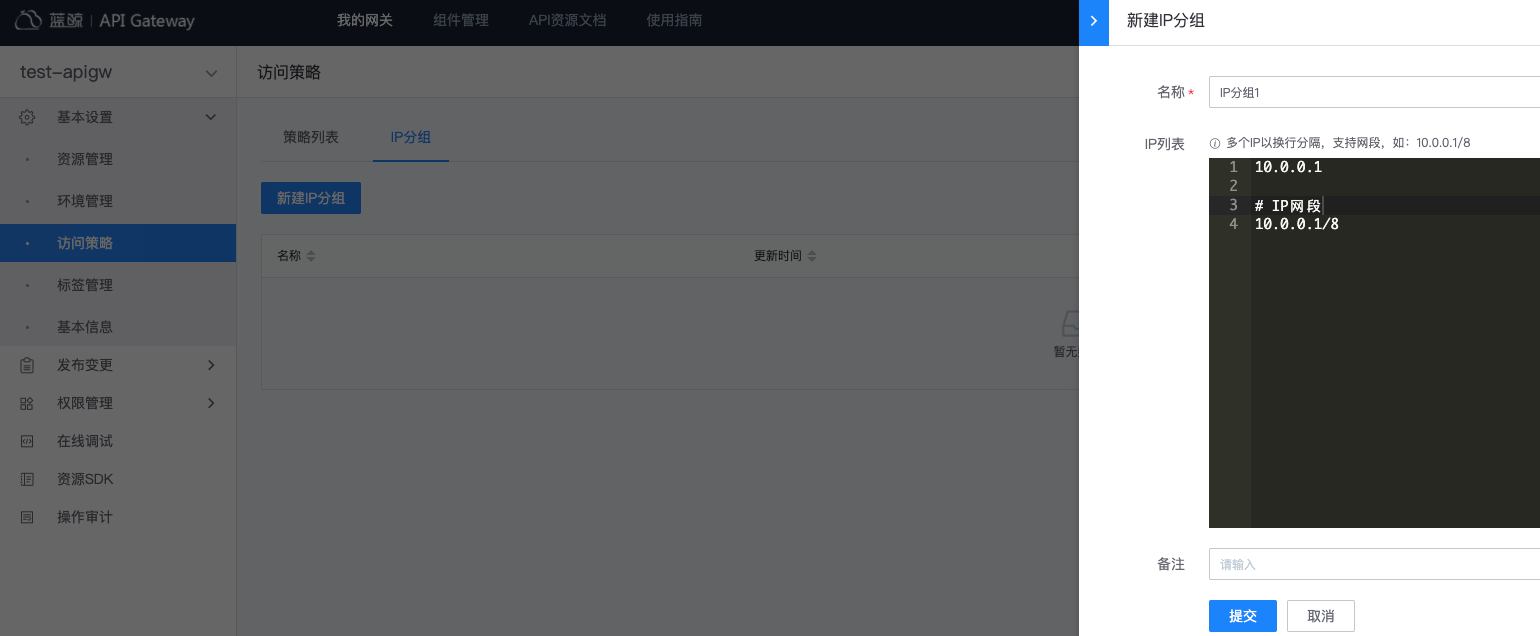 蓝鲸 | API Gateway 我的网关 组件管理 API资源文档 使用指南
test-apigw
基本设置
资源管理
环境管理
访问策略
标签管理
基本信息
发布变更
权限管理
在线调试
资源SDK
操作审计
访问策略
策略列表 IP分组
新建IP分组
名称 更新时间
暂无
新建IP分组
名称 * IP分组1
IP列表 多个IP以换行分隔，支持网段，如：10.0.0.1/8
1 10.0.0.1
2
3 # IP网段
4 10.0.0.1/8
备注 请输入
提交 取消